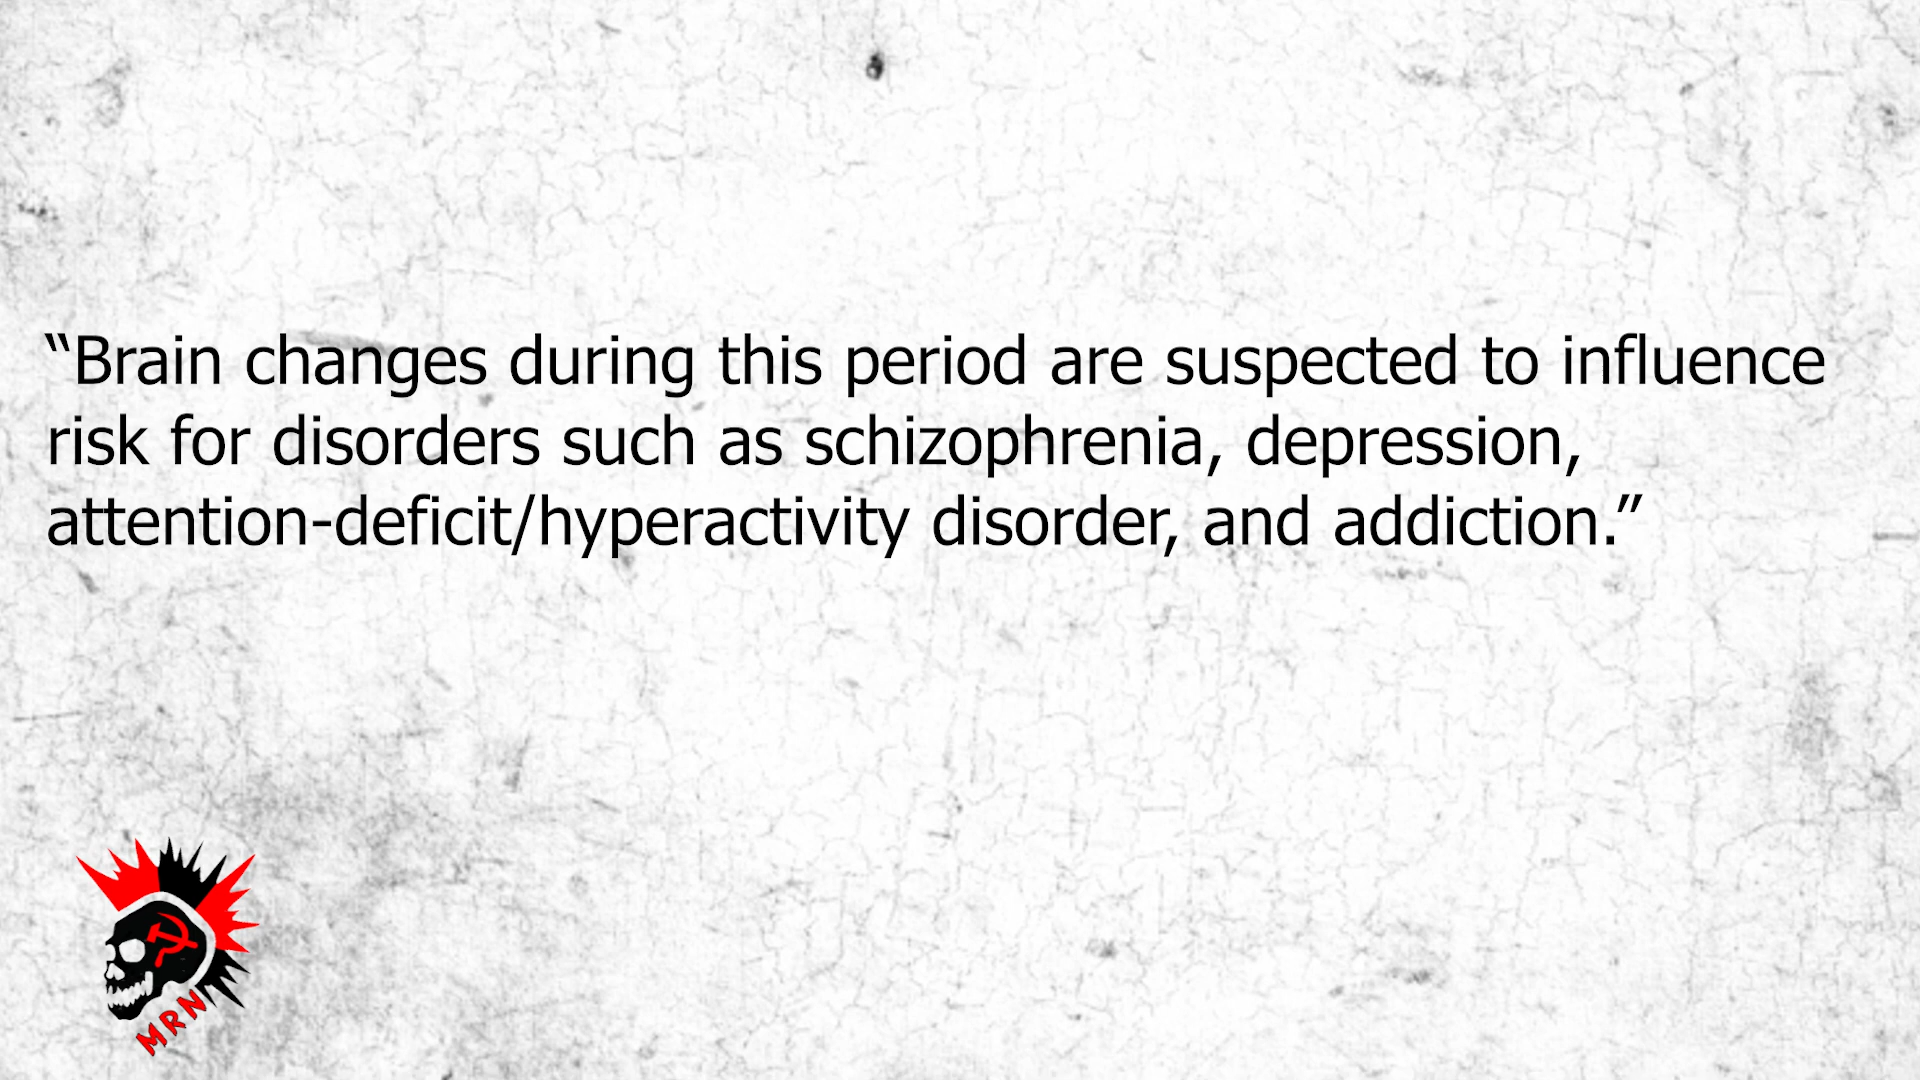 “Brain changes during this period are suspected to influence
risk for disorders such as schizophrenia, depression,
attention-deficit/hyperactivity disorder, and addiction.”
MRN